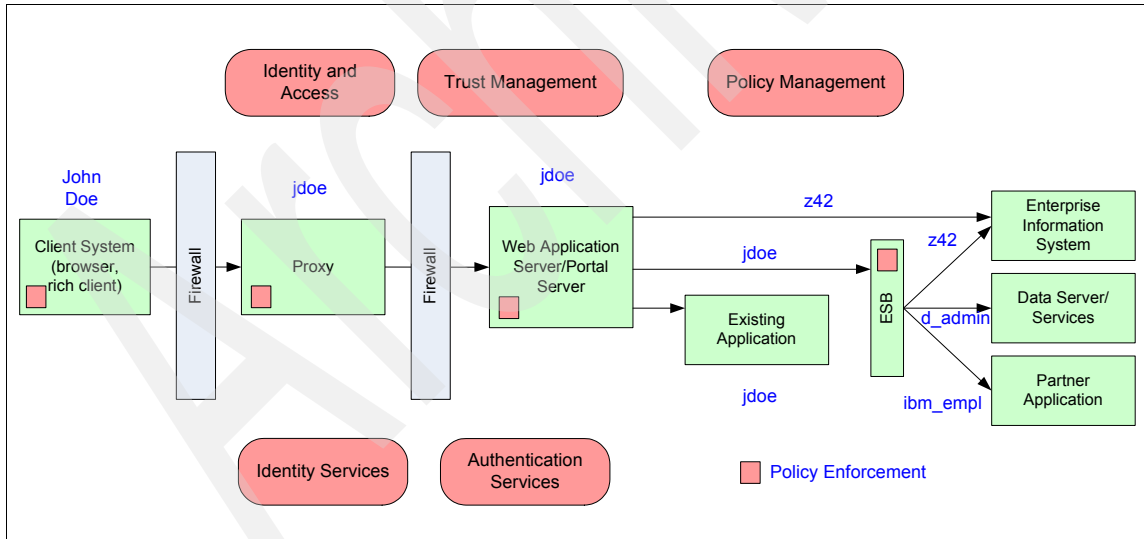 Identity and
Access
Trust Management
Policy Management
John
Doe
jdoe
jdoe
Client System
(browser,
rich client)
Firewall
Proxy
Firewall
Web Application
Server/Portal
Server
z42
jdoe
Existing
Application
jdoe
ESB
z42
d_admin
ibm_empl
Enterprise
Information
System
Data Server/
Services
Partner
Application
Identity Services
Authentication
Services
Policy Enforcement